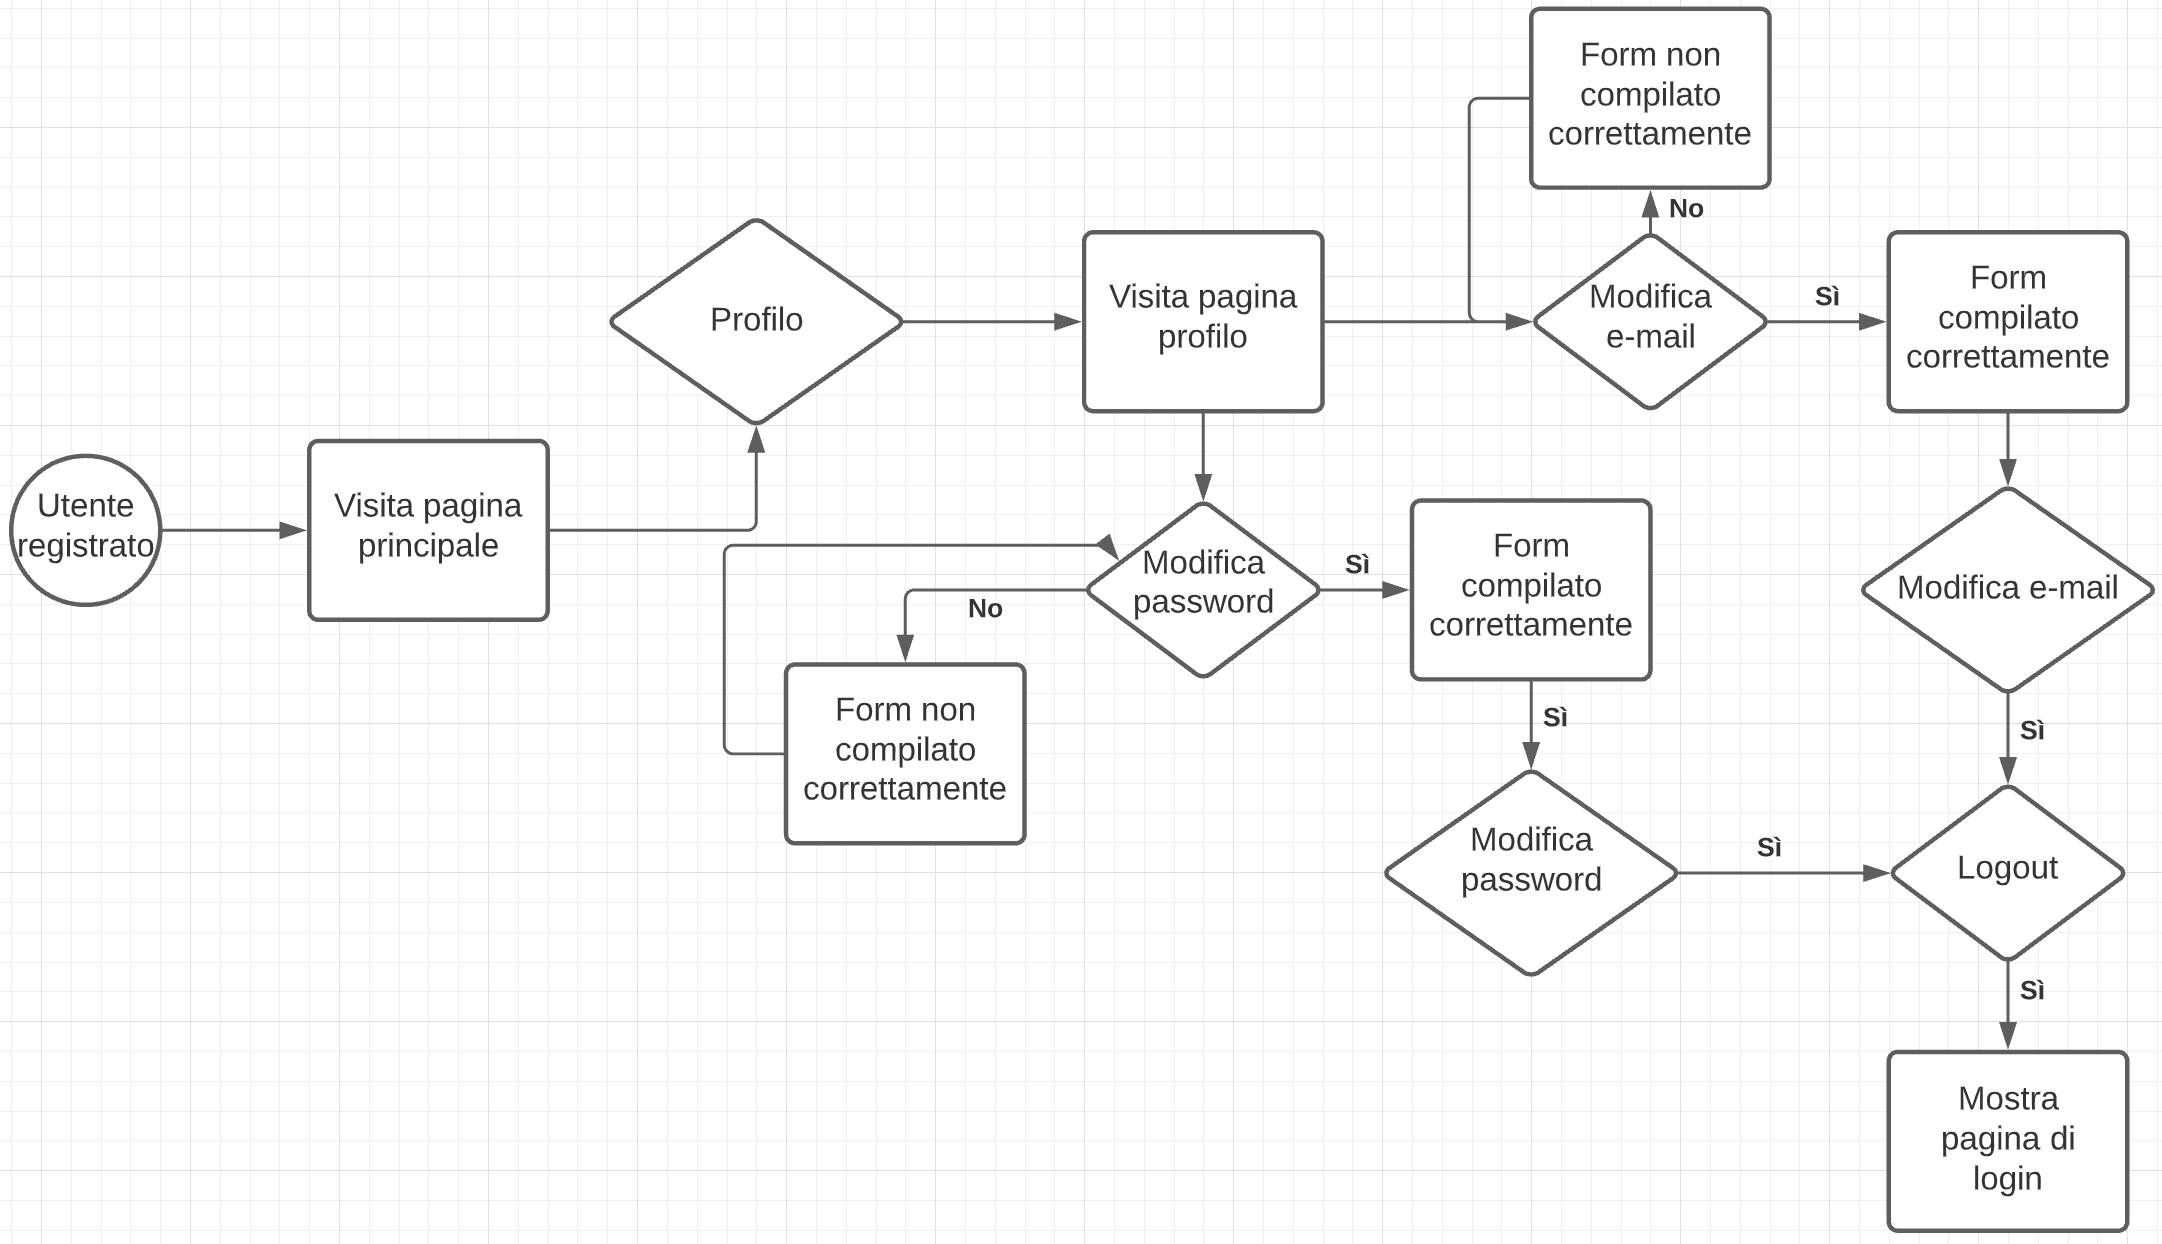 Form non
compilato
correttamente
No
Profilo
Visita pagina
profilo
Modifica
e-mail
Sì
Form
compilato
correttamente
Utente
registrato
Visita pagina
principale
Modifica
password
No
Sì
Form
compilato
correttamente
Modifica e-mail
Form non
compilato
correttamente
Sì
Sì
Modifica
password
Sì
Logout
Sì
Mostra
pagina di
login